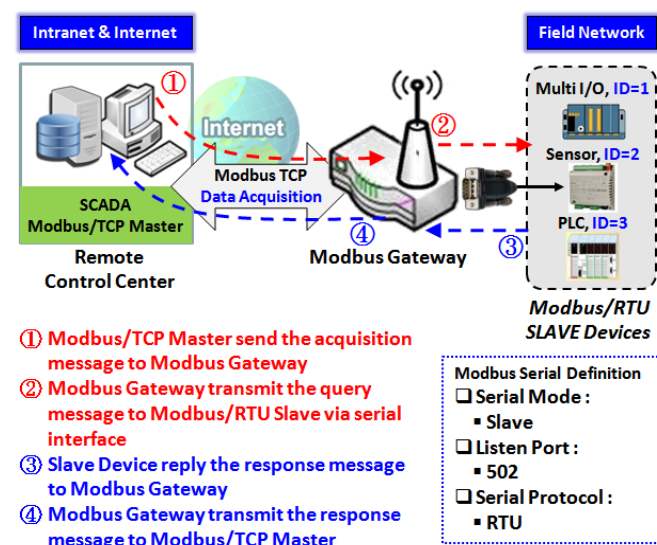 Intranet & Internet
Field Network
①
Internet
Modbus TCP
Data Acquisition
②
Multi I/O, ID=1
Sensor, ID=2
PLC, ID=3
SCADA
Modbus/TCP Master
④
③
Remote
Control Center
Modbus Gateway
Modbus/RTU
SLAVE Devices
① Modbus/TCP Master send the acquisition
message to Modbus Gateway
② Modbus Gateway transmit the query
message to Modbus/RTU Slave via serial
interface
③ Slave Device reply the response message
to Modbus Gateway
④ Modbus Gateway transmit the response
message to Modbus/TCP Master
Modbus Serial Definition
❑ Serial Mode :
▪ Slave
❑ Listen Port :
▪ 502
❑ Serial Protocol :
▪ RTU